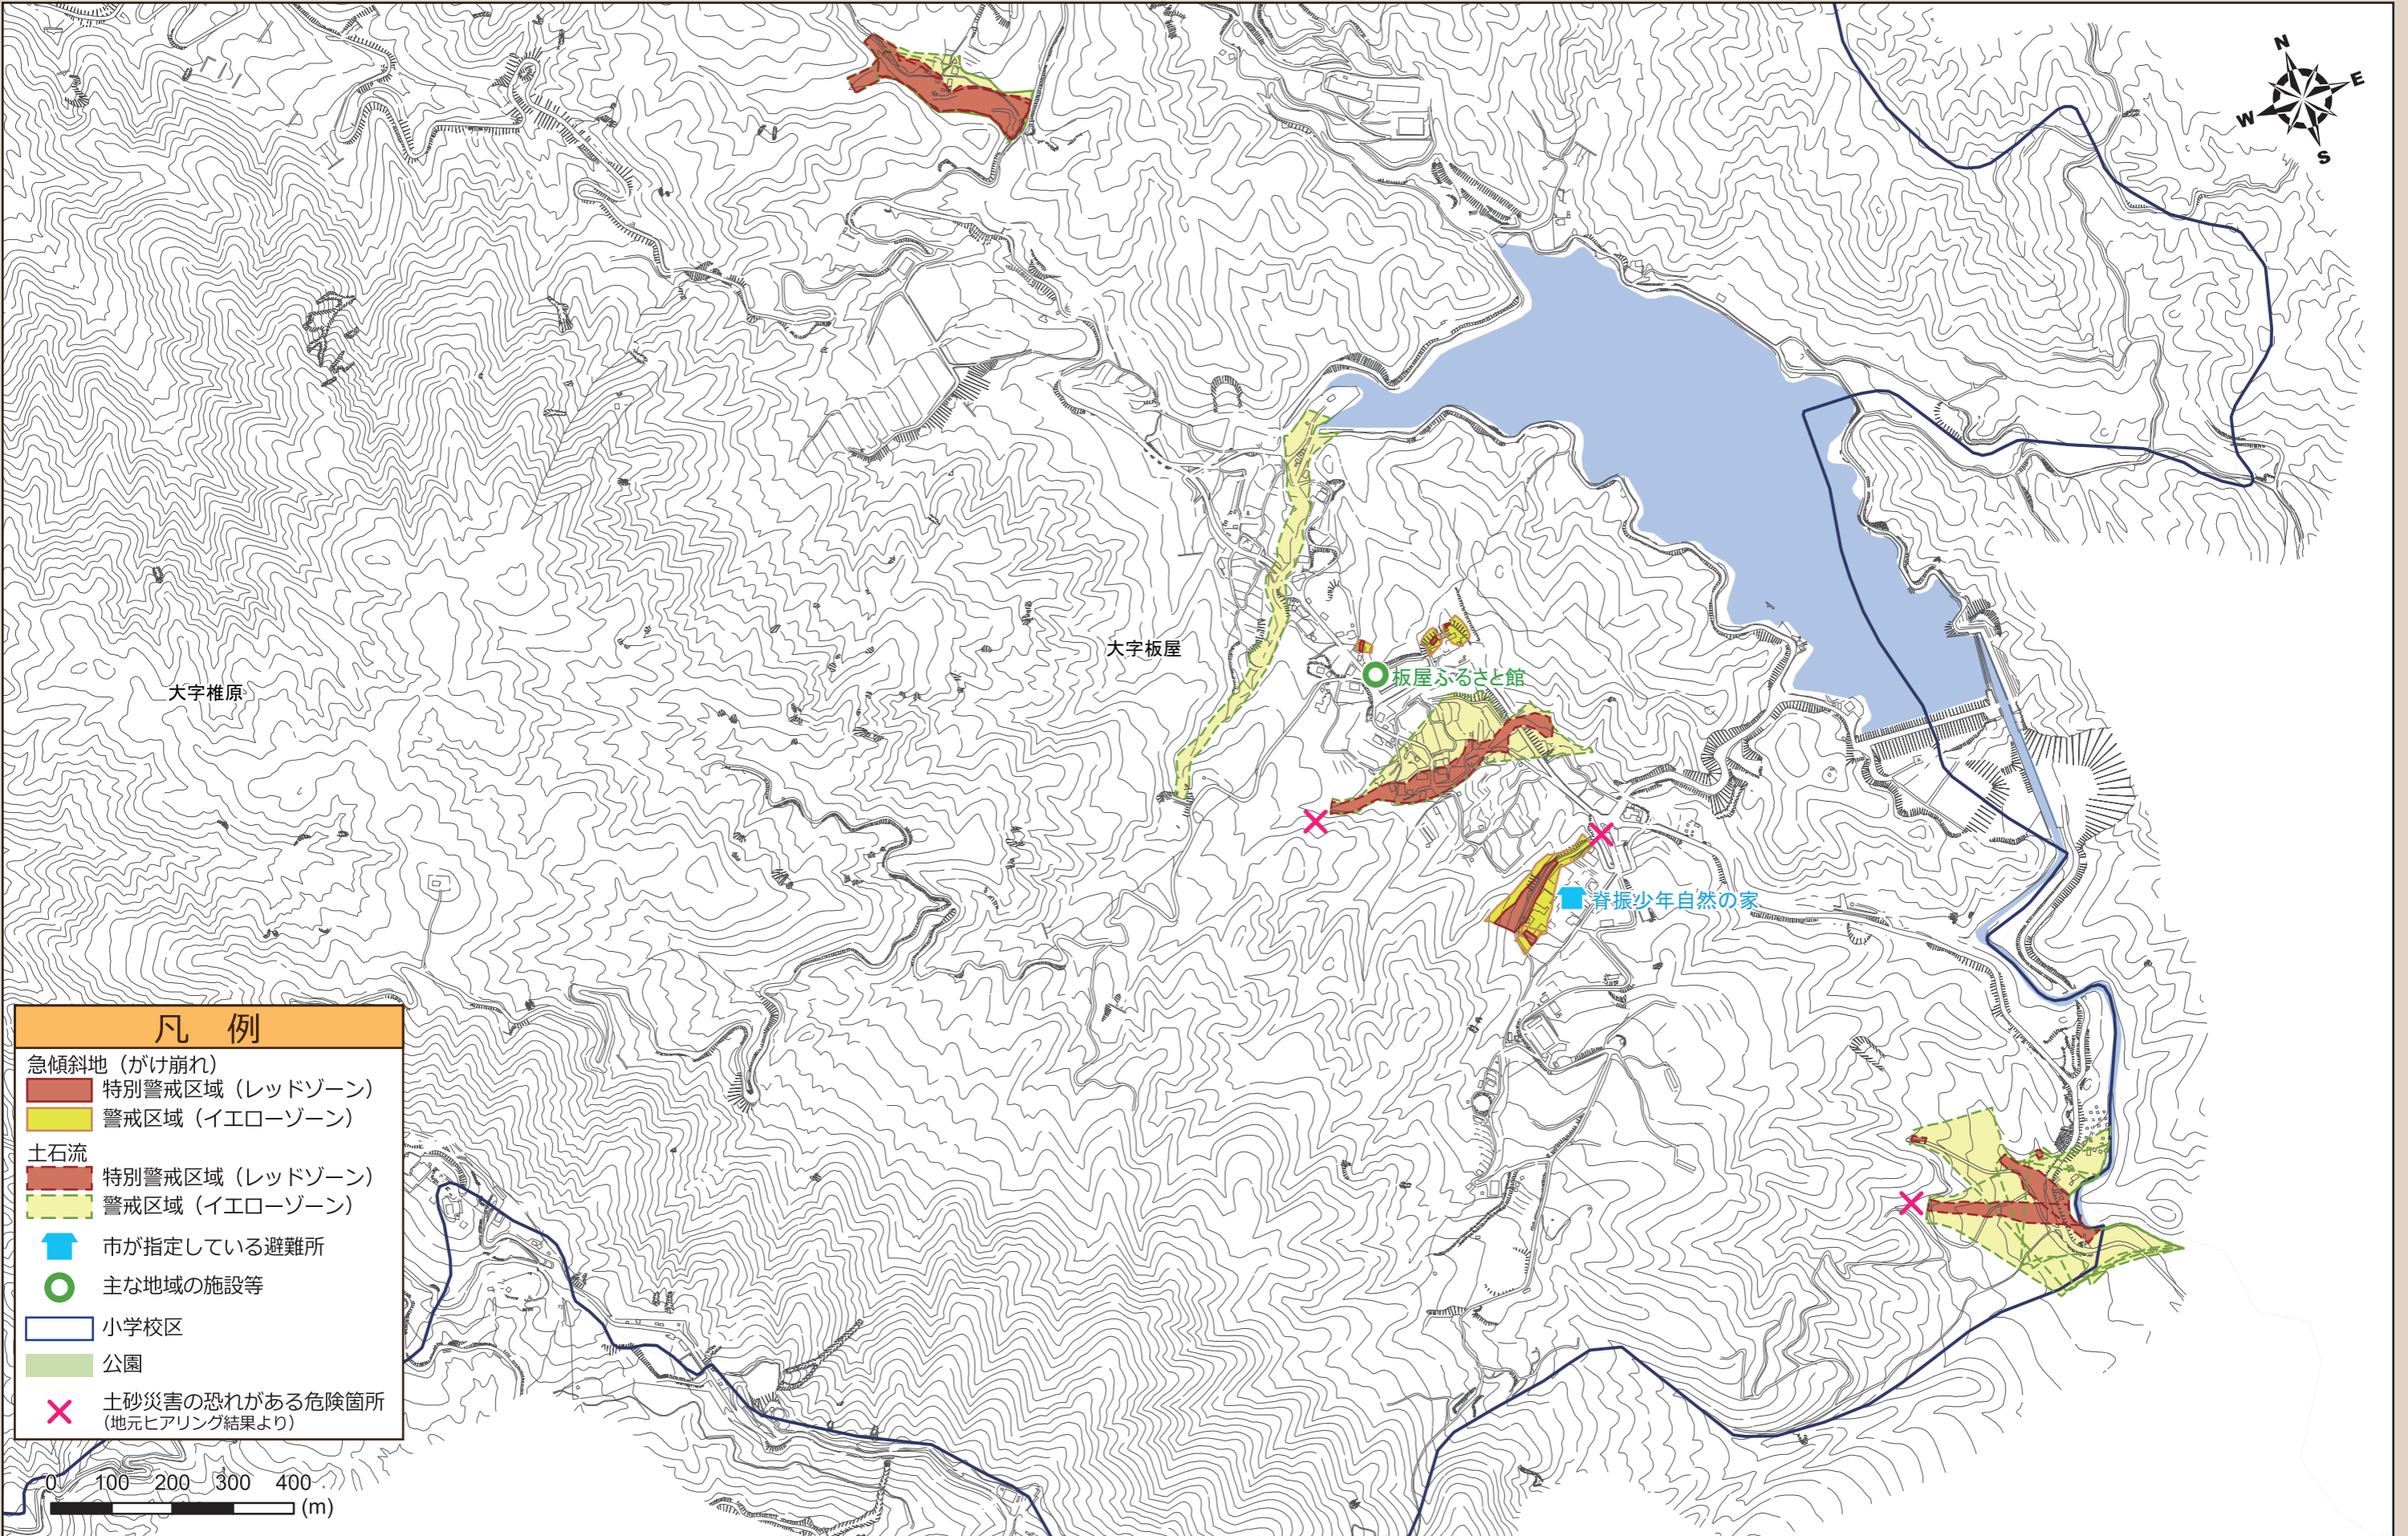 N
E
W
S
大字板屋
大字椎原
板屋ふるさと館
脊振少年自然の家
凡 例
急傾斜地（がけ崩れ）
特別警戒区域（レッドゾーン）
警戒区域（イエローゾーン）
土石流
特別警戒区域（レッドゾーン）
警戒区域（イエローゾーン）
市が指定している避難所
主な地域の施設等
小学校区
公園
土砂災害の恐れがある危険箇所
（地元ヒアリング結果より）
0 100 200 300 400
(m)